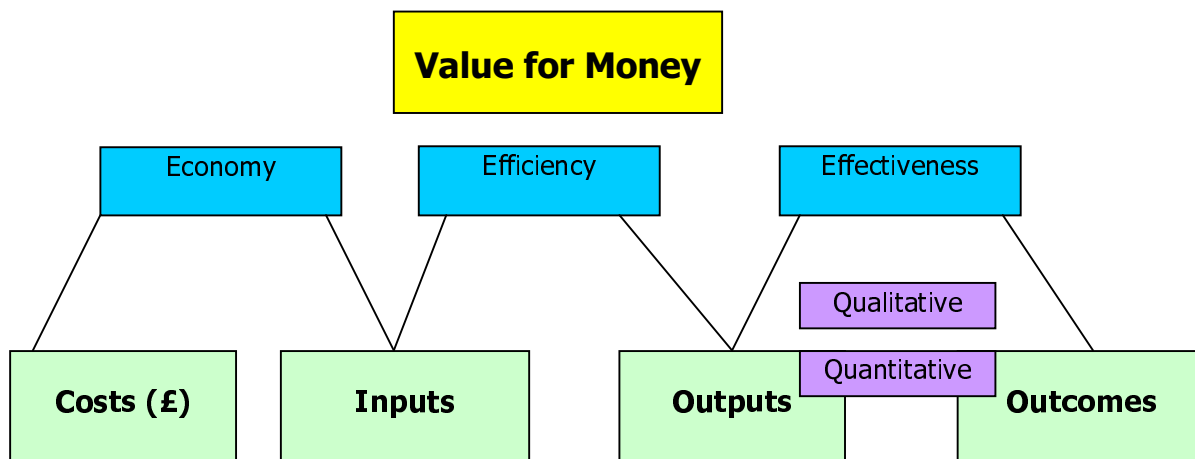 Value for Money
Economy
Efficiency
Effectiveness
Qualitative
Quantitative
Costs (£)
Inputs
Outputs
Outcomes